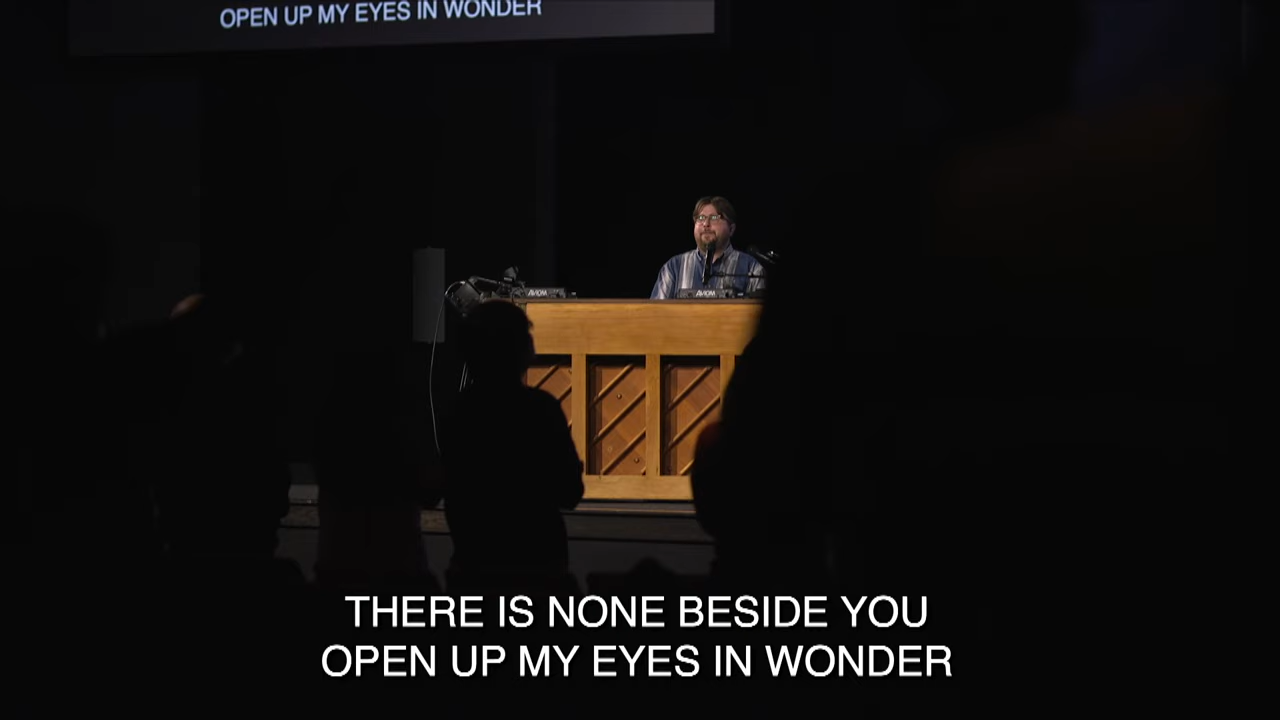 OPEN UP MY EYES IN WONDER
AVIOM
AVIOM
THERE IS NONE BESIDE YOU
OPEN UP MY EYES IN WONDER